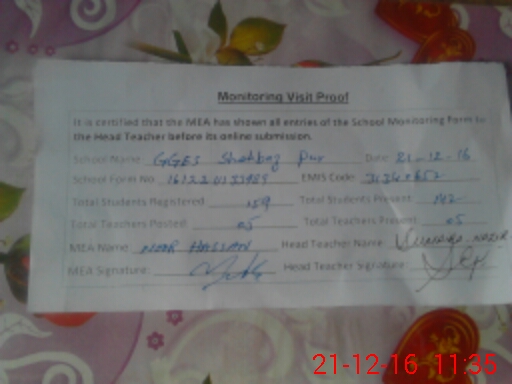 Monitoring Visit Proof
It is certified that the MEA has shown all entries of the School Monitoring Form to
the Head Teacher before its online submission.
School Name: GGES Shahbaz Pur Date: 21-12-16
School Form No. EMIS Code:
Total Students Registered 159 Total Students Present 142
Total Teachers Posted 05 Total Teachers Present 05
MEA Name: Head Teacher Name
MEA Signature: Head Teacher Signature:
21-12-16 11:35